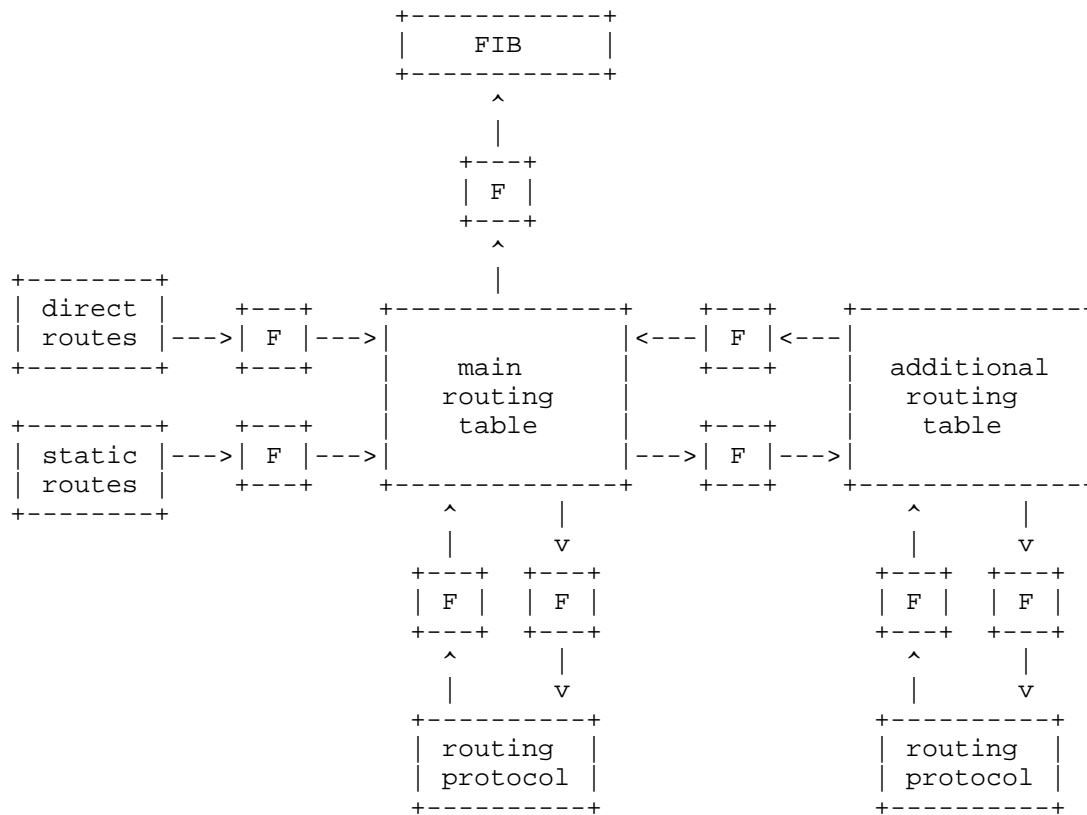 FIB
F
direct routes
F
F
static routes
F
main routing table
F
additional routing table
F
F
F
F
routing protocol
routing protocol